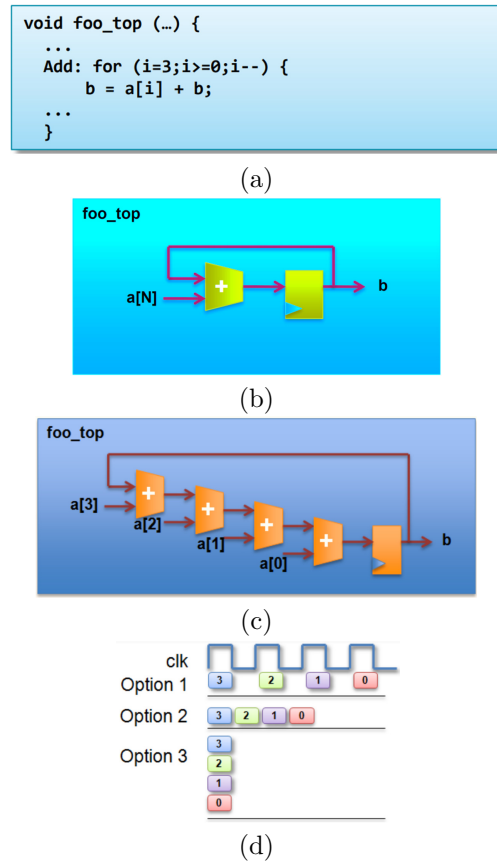 void foo_top (…) {
...
Add: for (i=3;i>=0;i--) {
b = a[i] + b;
...
}
(a)
foo_top
+
a[N]
b
(b)
foo_top
+
a[3]
+
a[2]
+
a[1]
+
a[0]
b
(c)
clk
Option 1 3 2 1 0
Option 2 3 2 1 0
3
Option 3 2
1
0
(d)